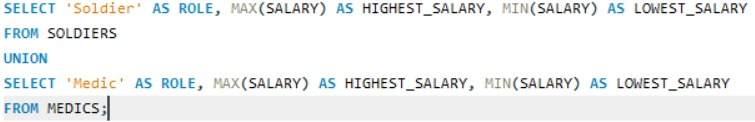 SELECT 'Soldier' AS ROLE, MAX(SALARY) AS HIGHEST_SALARY, MIN(SALARY) AS LOWEST_SALARY
FROM SOLDIERS
UNION
SELECT 'Medic' AS ROLE, MAX(SALARY) AS HIGHEST_SALARY, MIN(SALARY) AS LOWEST_SALARY
FROM MEDICS;